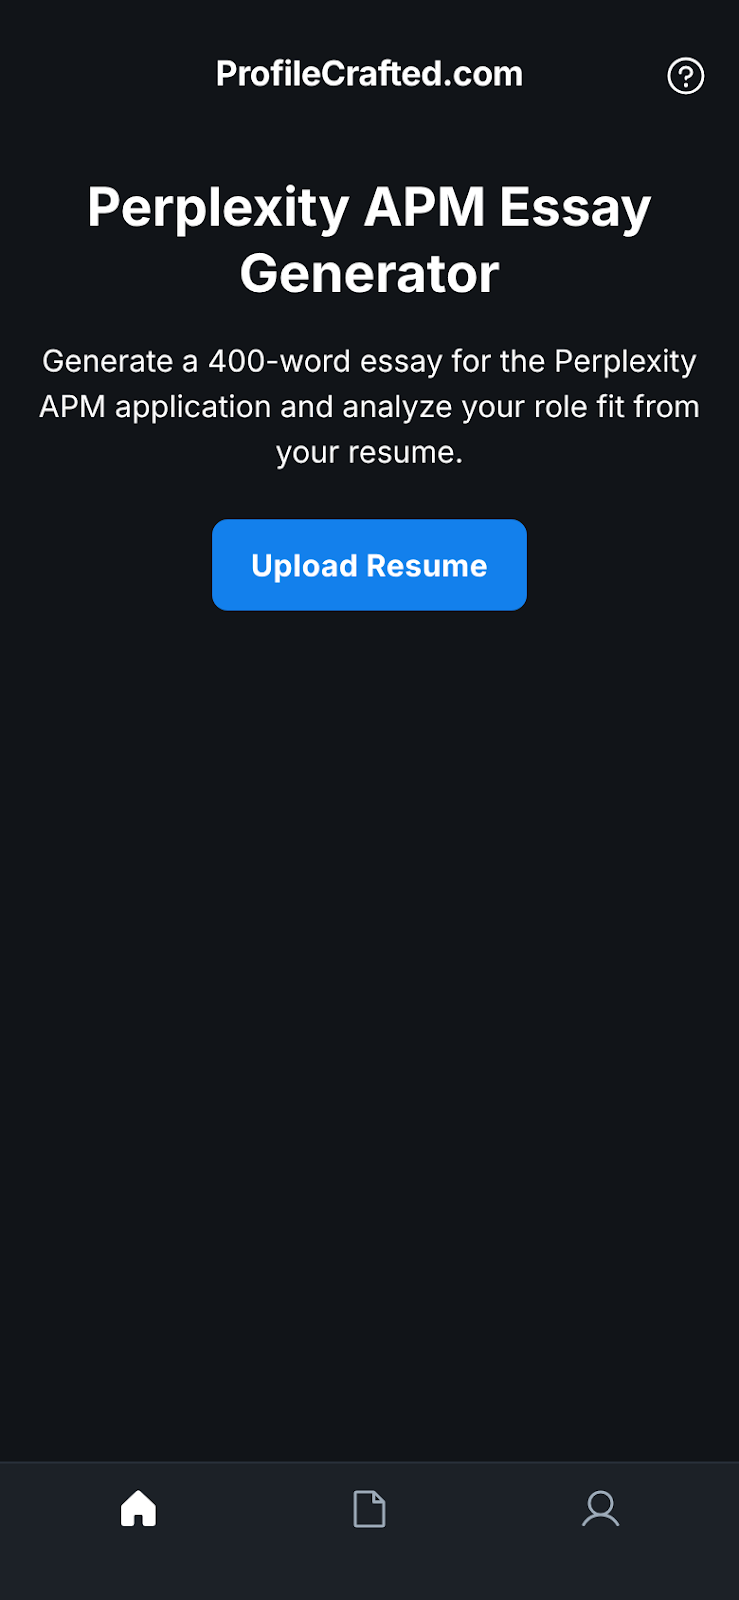 ProfileCrafted.com
Perplexity APM Essay
Generator
Generate a 400-word essay for the Perplexity
APM application and analyze your role fit from
your resume.
Upload Resume